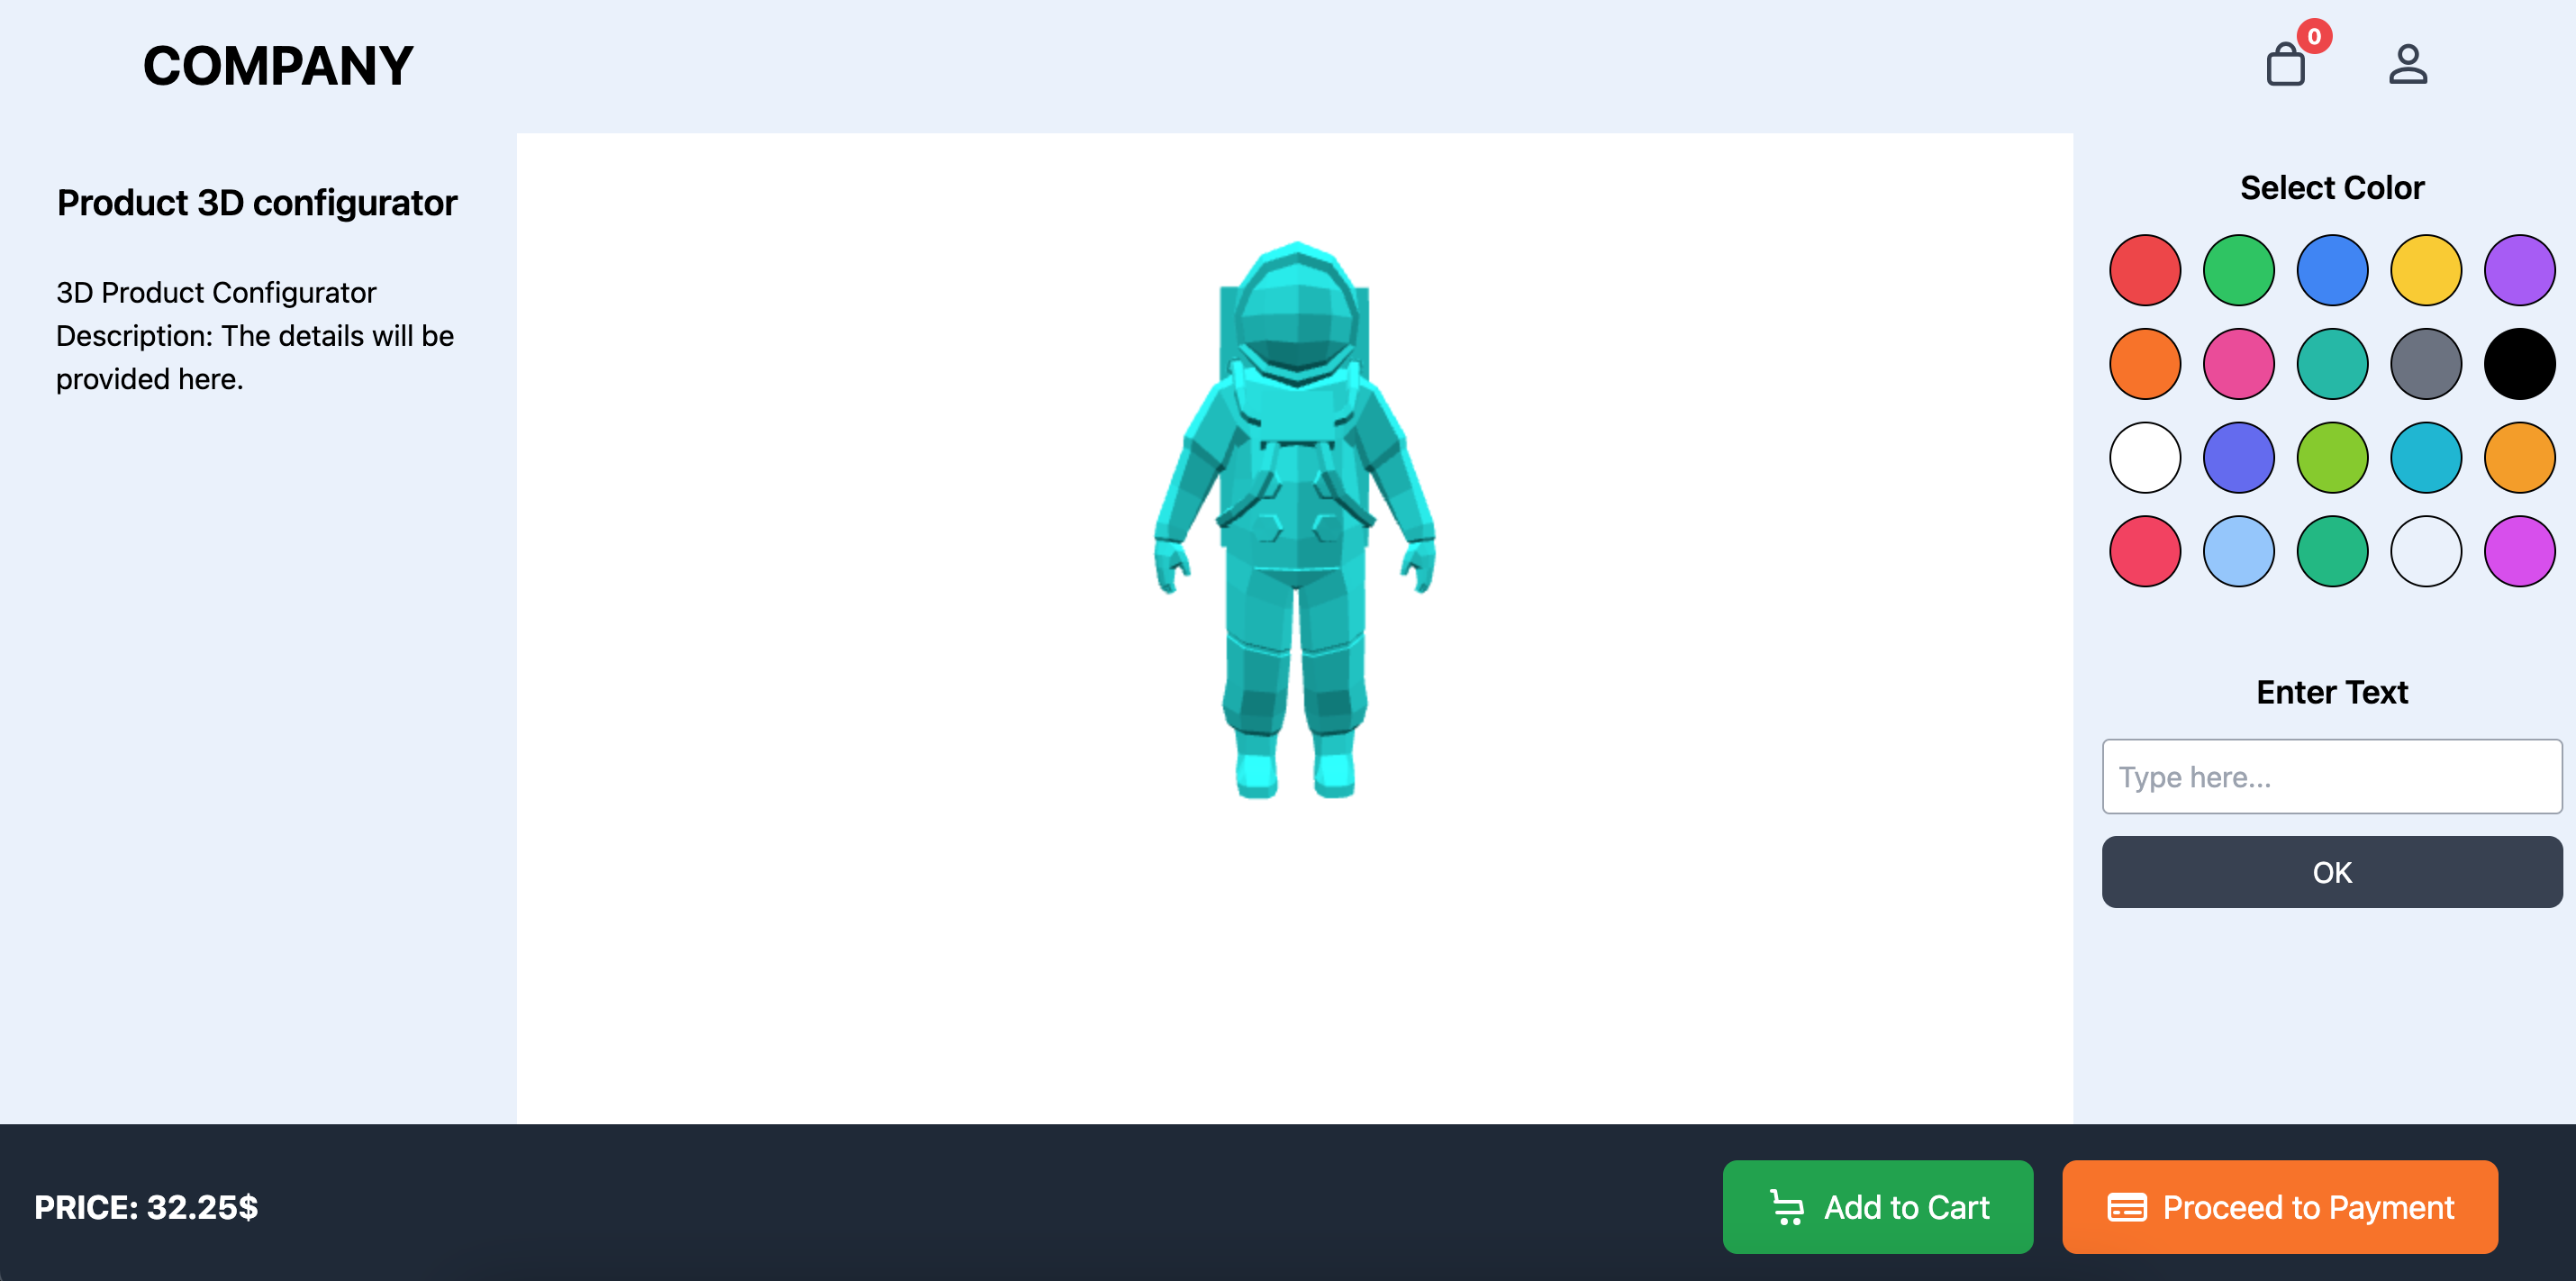 COMPANY
0
Product 3D configurator
3D Product Configurator
Description: The details will be
provided here.
Select Color
Enter Text
Type here...
OK
PRICE: 32.25$
Add to Cart
Proceed to Payment